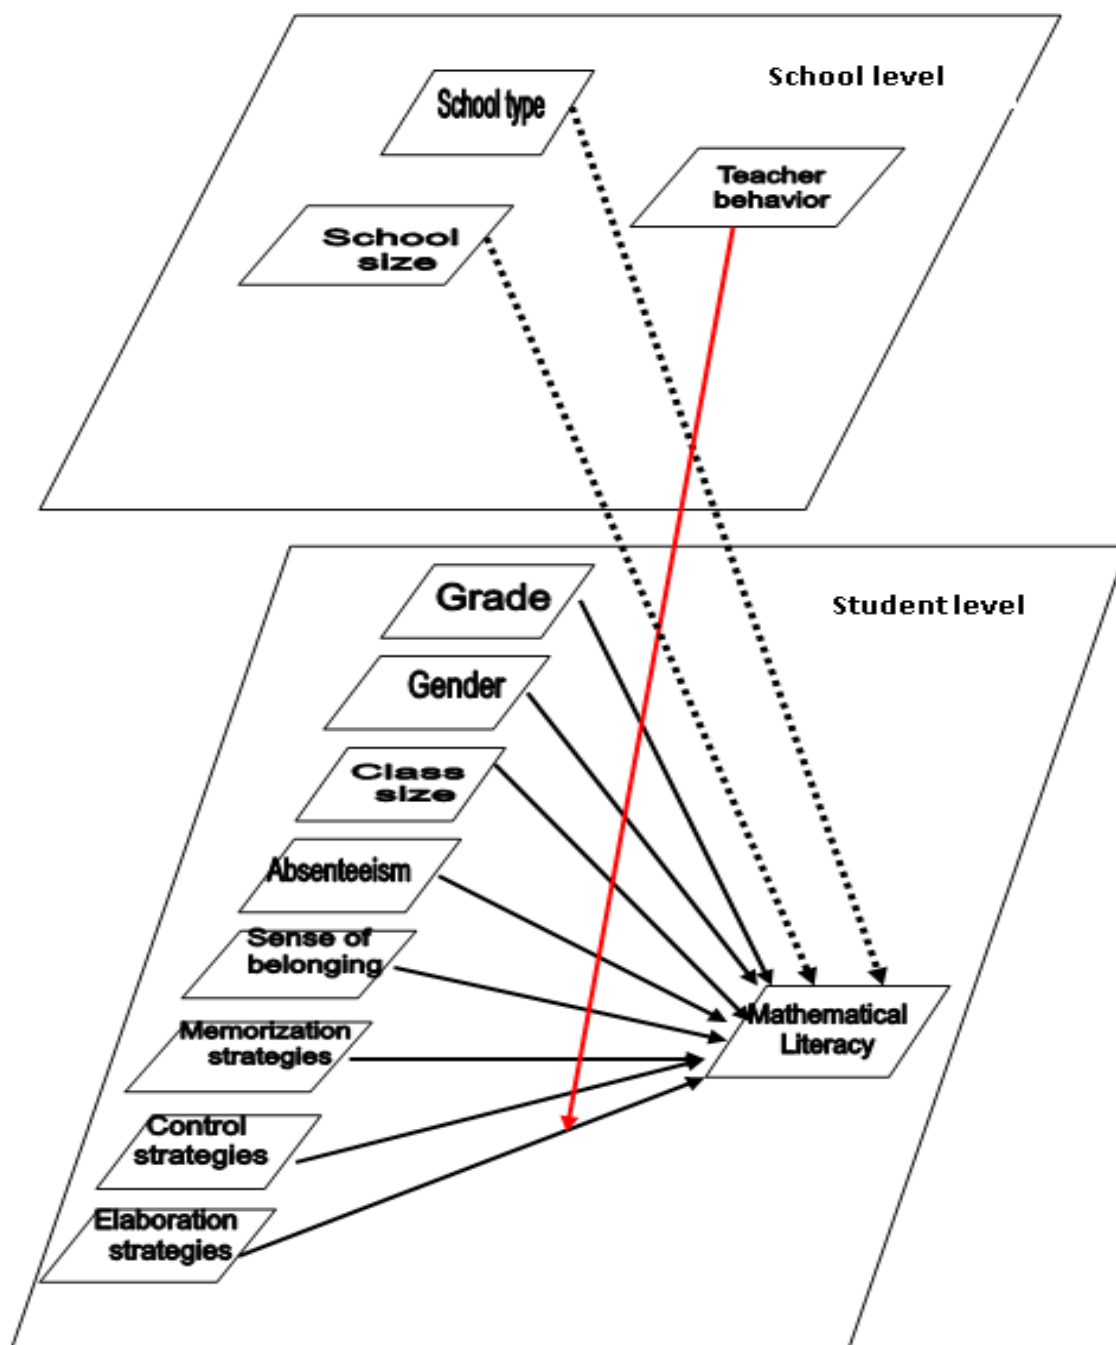 School level
School type
Teacher
behavior
School
size
Student level
Grade
Gender
Class
size
Absenteeism
Sense of
belonging
Memorization
strategies
Mathematical
Literacy
Control
strategies
Elaboration
strategies